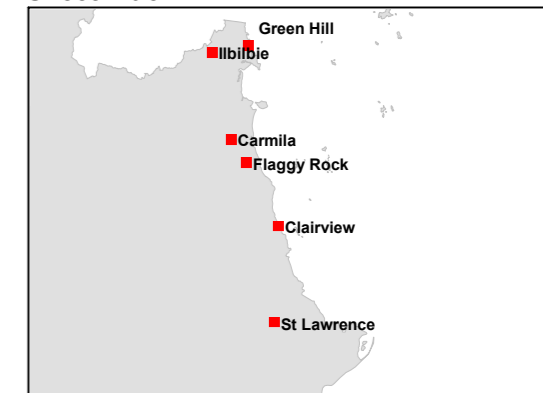 Green Hill
Ilbilbie
Carmila
Flaggy Rock
Clairview
St Lawrence